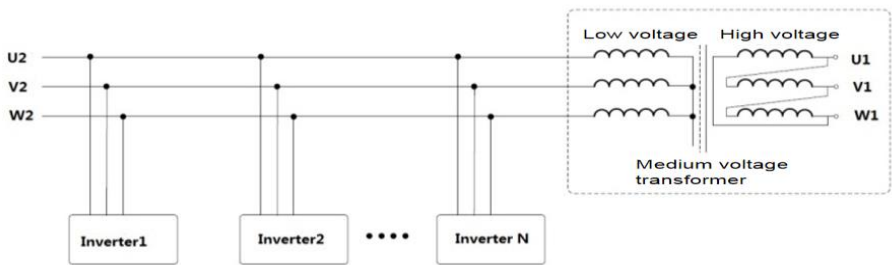 Low voltage High voltage
U2
U1
V2
V1
W2
W1
Medium voltage
transformer
Inverter1
Inverter2
Inverter N